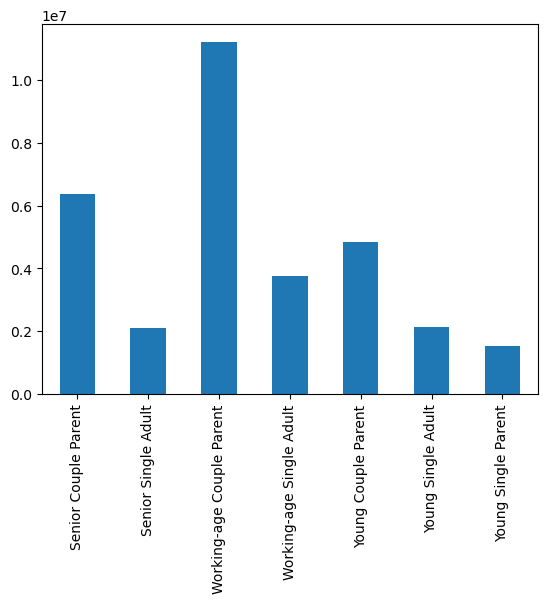 1e7
1.0
0.8
0.6
0.4
0.2
0.0
Senior Couple Parent
Senior Single Adult
Working-age Couple Parent
Working-age Single Adult
Young Couple Parent
Young Single Adult
Young Single Parent